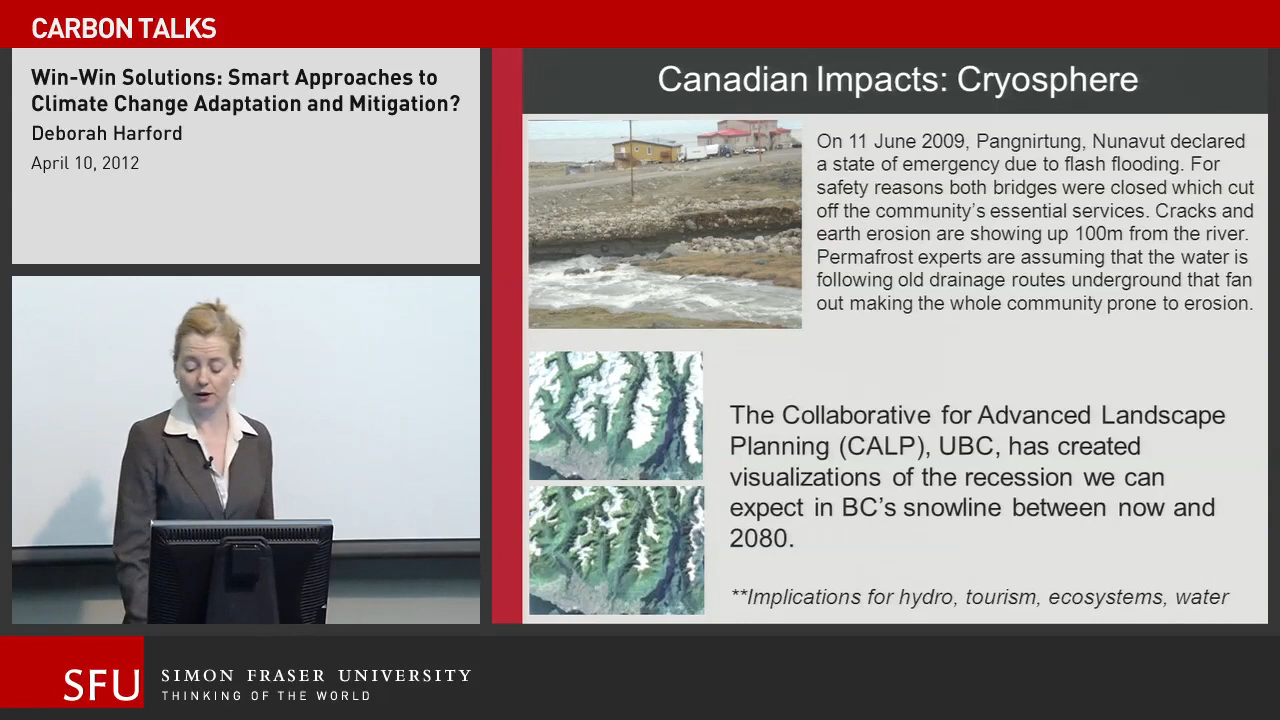 CARBON TALKS
Win-Win Solutions: Smart Approaches to
Climate Change Adaptation and Mitigation?
Deborah Harford
April 10, 2012
Canadian Impacts: Cryosphere
On 11 June 2009, Pangnirtung, Nunavut declared
a state of emergency due to flash flooding. For
safety reasons both bridges were closed which cut
off the community's essential services. Cracks and
earth erosion are showing up 100m from the river.
Permafrost experts are assuming that the water is
following old drainage routes underground that fan
out making the whole community prone to erosion.
The Collaborative for Advanced Landscape
Planning (CALP), UBC, has created
visualizations of the recession we can
expect in BC's snowline between now and
2080.
**Implications for hydro, tourism, ecosystems, water
SFU
SIMON FRASER UNIVERSITY
THINKING OF THE WORLD